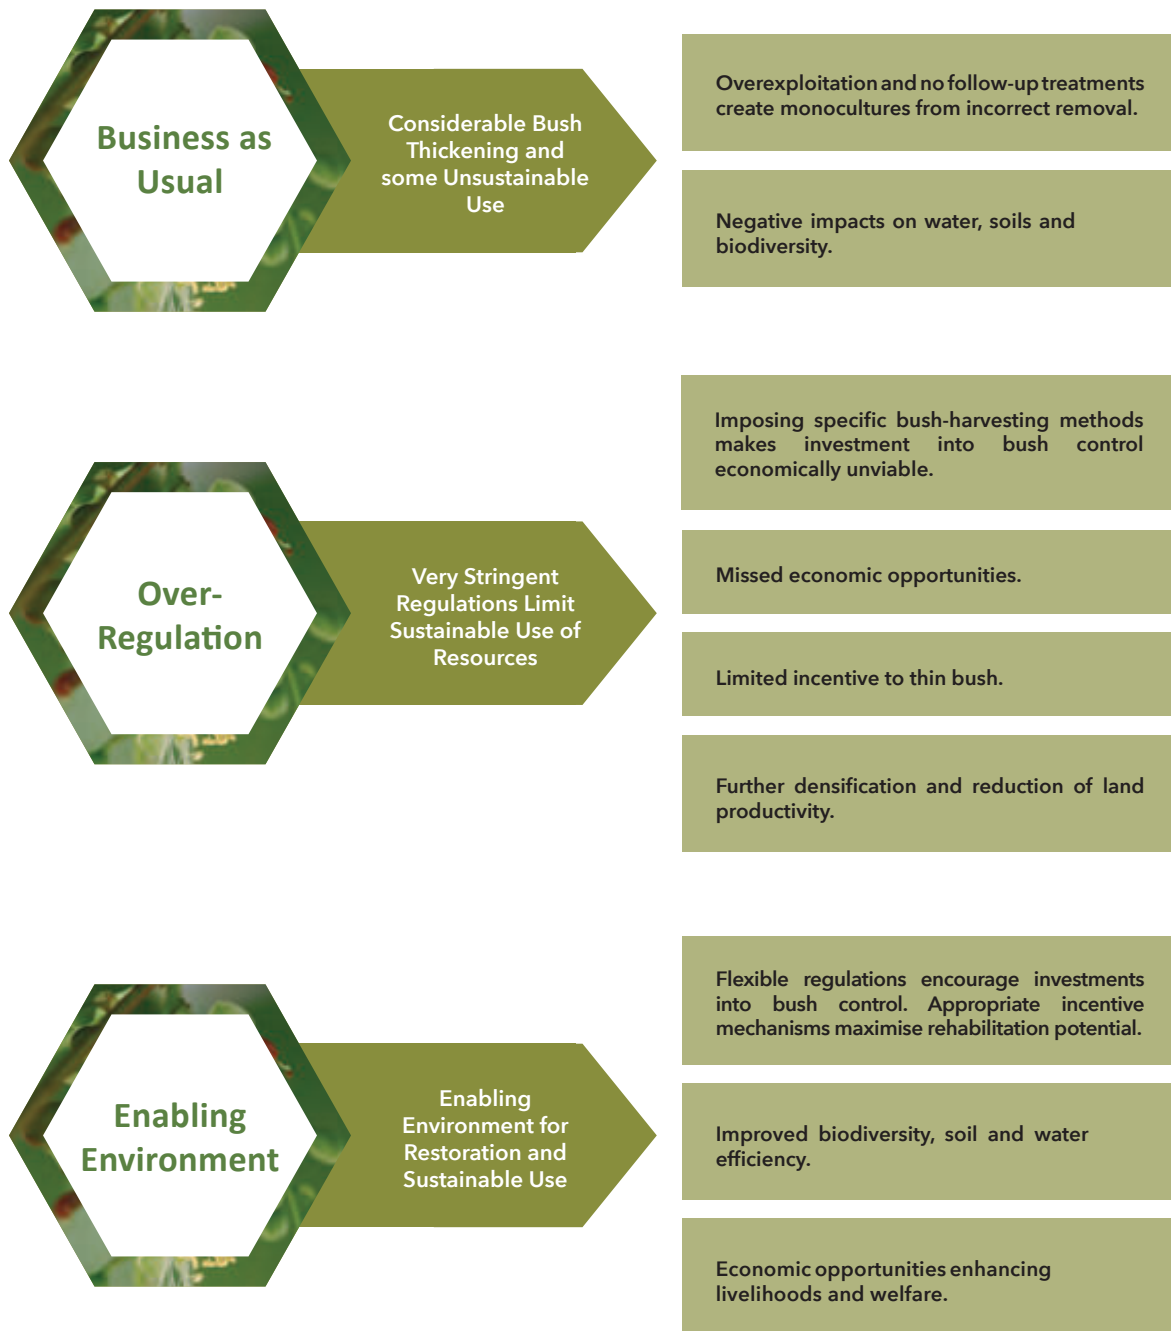 Business as
Usual
Considerable Bush
Thickening and
some Unsustainable
Use
Overexploitation and no follow-up treatments
create monocultures from incorrect removal.
Negative impacts on water, soils and
biodiversity.
Over-
Regulation
Very Stringent
Regulations Limit
Sustainable Use of
Resources
Imposing specific bush-harvesting methods
makes investment into bush control
economically unviable.
Missed economic opportunities.
Limited incentive to thin bush.
Further densification and reduction of land
productivity.
Enabling
Environment
Enabling
Environment for
Restoration and
Sustainable Use
Flexible regulations encourage investments
into bush control. Appropriate incentive
mechanisms maximise rehabilitation potential.
Improved biodiversity, soil and water
efficiency.
Economic opportunities enhancing
livelihoods and welfare.